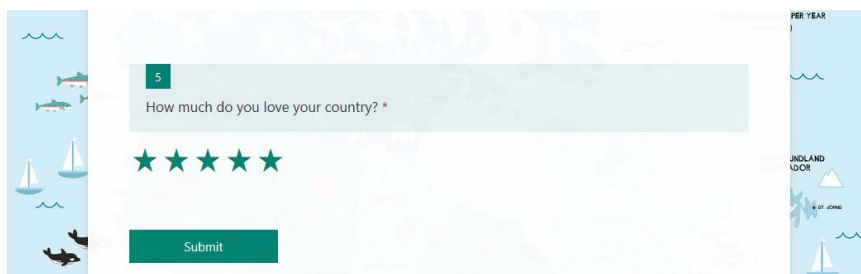 PER YEAR
)
5
How much do you love your country? *
UNDLAND
ADOR
ST. JOHNS
Submit